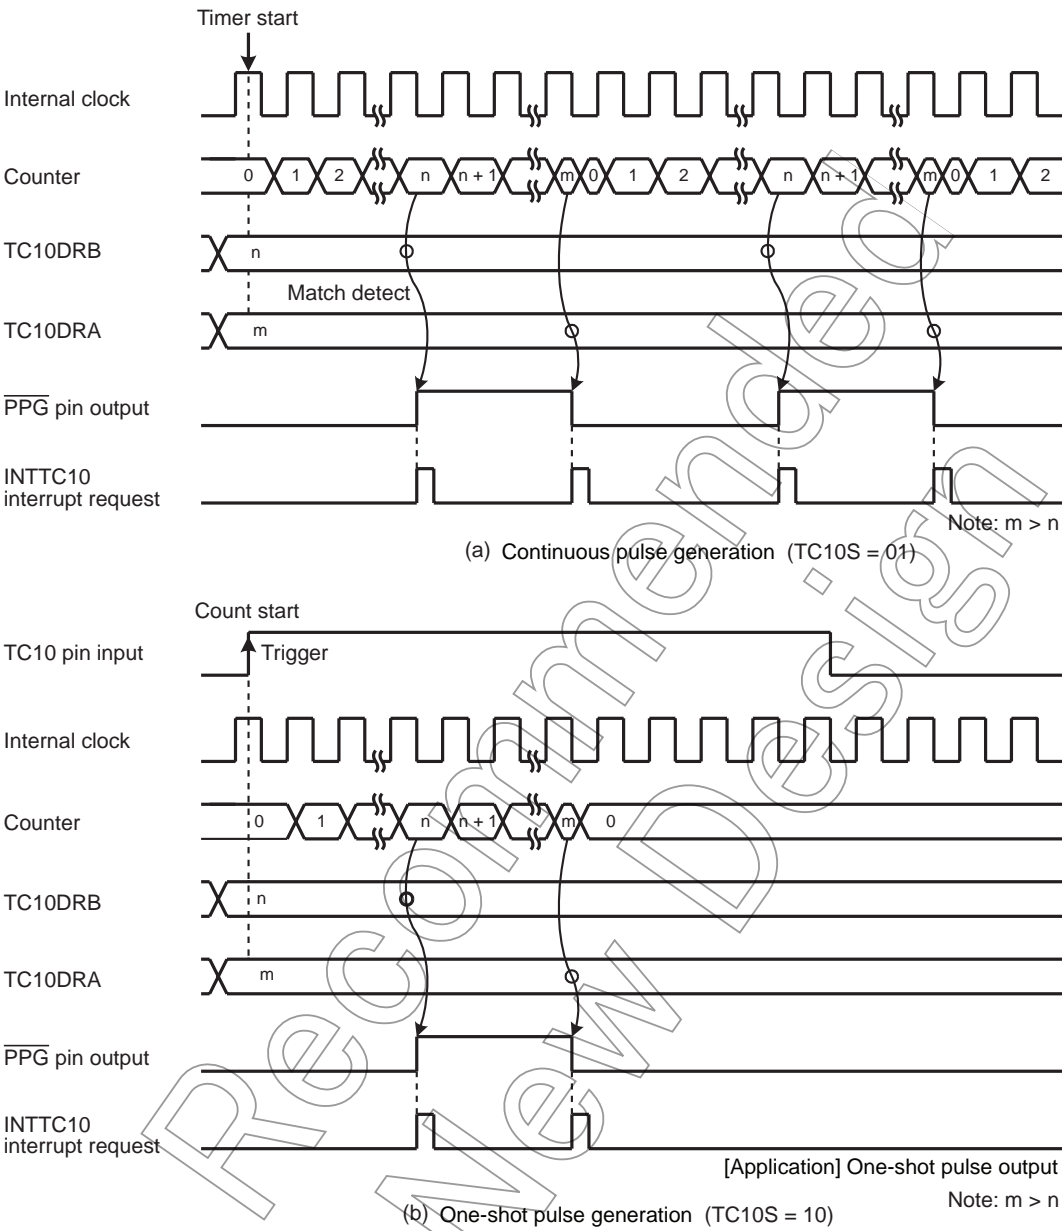 Timer start
Internal clock
Counter 0 1 2 n n + 1 m 0 1 2 n n + 1 m 0 1 2
TC10DRB n
Match detect
TC10DRA m
PPG pin output
INTTC10
interrupt request
Note: m > n
(a) Continuous pulse generation (TC10S = 01)
Count start
TC10 pin input Trigger
Internal clock
Counter 0 1 n n + 1 m 0
TC10DRB n
TC10DRA m
PPG pin output
INTTC10
interrupt request
[Application] One-shot pulse output
Note: m > n
(b) One-shot pulse generation (TC10S = 10)
Recommended
New Design